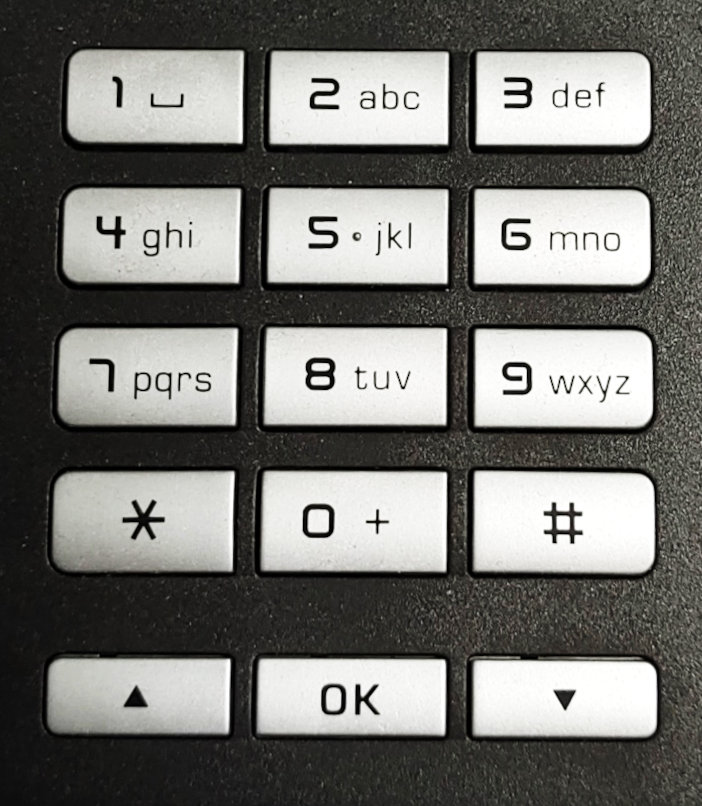 1 ⎵ 2 abc 3 def
4 ghi 5 jkl 6 mno
7 pqrs 8 tuv 9 wxyz
* 0 + #
▲ OK ▼